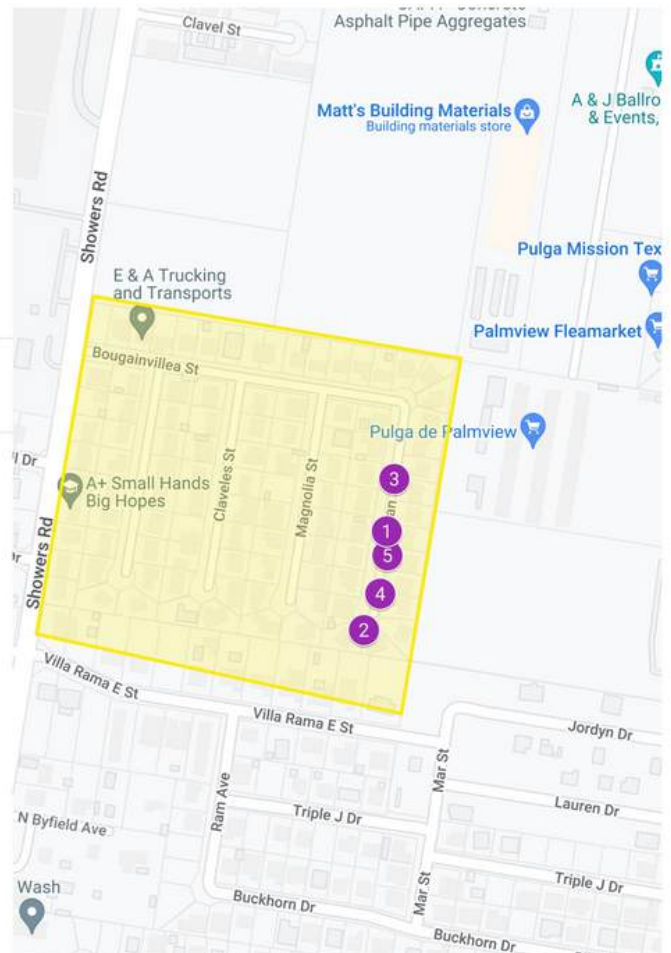 Clavel St
Asphalt Pipe Aggregates
Matt's Building Materials
Building materials store
A & J Ballro
& Events,
Showers Rd
Pulga Mission Tex
E & A Trucking
and Transports
Palmview Fleamarket
Bougainvillea St
Pulga de Palmview
l Dr
A+ Small Hands
Big Hopes
Claveles St
Magnolia St
3
an
1
5
4
2
Showers Rd
Villa Rama E St
Villa Rama E St
Jordyn Dr
Mar St
Ram Ave
Triple J Dr
Lauren Dr
N Byfield Ave
Triple J Dr
Wash
Buckhorn Dr
Mar St
Buckhorn Dr